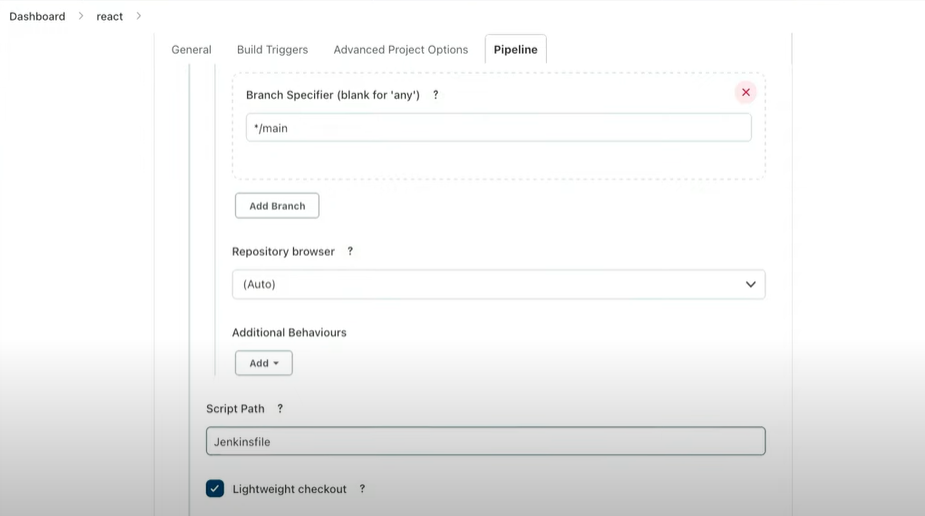 Dashboard > react >
General Build Triggers Advanced Project Options Pipeline
Branch Specifier (blank for 'any') ?
*/main
Add Branch
Repository browser ?
(Auto)
Additional Behaviours
Add
Script Path ?
Jenkinsfile
Lightweight checkout ?